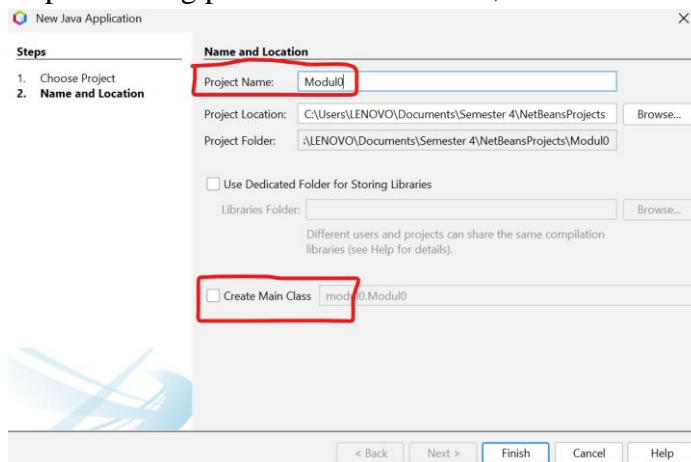 New Java Application
Steps
1. Choose Project
2. Name and Location
Name and Location
Project Name: Modul0
Project Location: C:\Users\LENOVO\Documents\Semester 4\NetBeansProjects Browse...
Project Folder: :\LENOVO\Documents\Semester 4\NetBeansProjects\Modul0
Use Dedicated Folder for Storing Libraries
Libraries Folder: Browse...
Different users and projects can share the same compilation
libraries (see Help for details).
Create Main Class modul0.Modul0
< Back Next > Finish Cancel Help